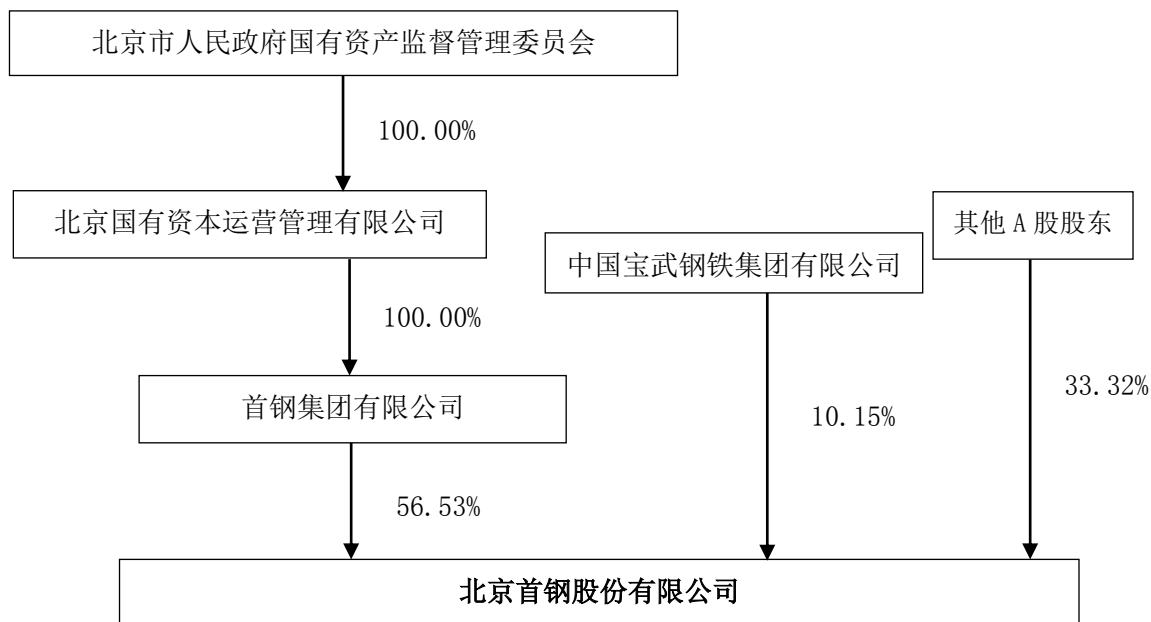 北京市人民政府国有资产监督管理委员会
100.00%
北京国有资本运营管理有限公司
其他 A 股股东
中国宝武钢铁集团有限公司
100.00%
首钢集团有限公司
33.32%
10.15%
56.53%
北京首钢股份有限公司